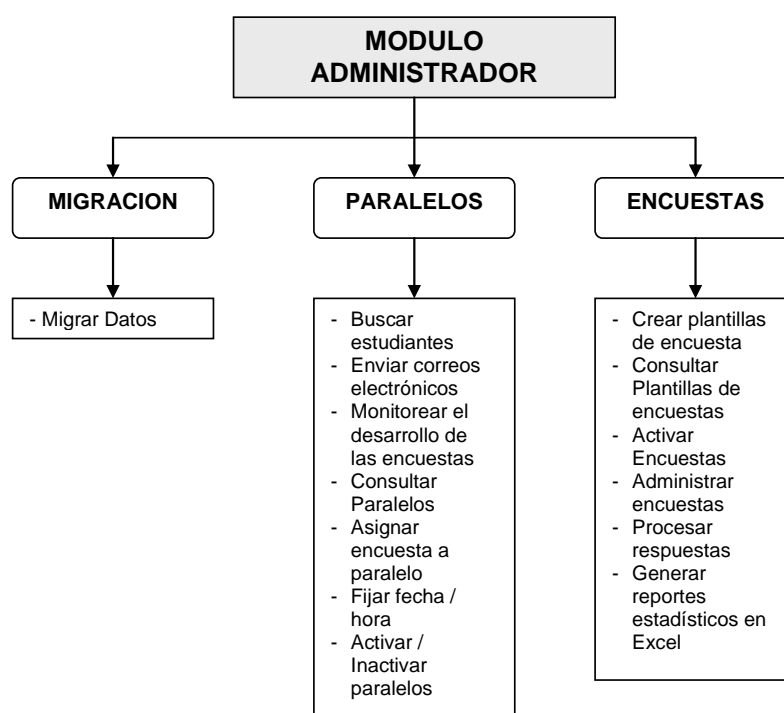 MODULO
ADMINISTRADOR
MIGRACION
PARALELOS
ENCUESTAS
- Migrar Datos
- Buscar
estudiantes
- Enviar correos
electrónicos
- Monitorear el
desarrollo de
las encuestas
- Consultar
Paralelos
- Asignar
encuesta a
paralelo
- Fijar fecha /
hora
- Activar /
Inactivar
paralelos
- Crear plantillas
de encuesta
- Consultar
Plantillas de
encuestas
- Activar
Encuestas
- Administrar
encuestas
- Procesar
respuestas
- Generar
reportes
estadísticos en
Excel